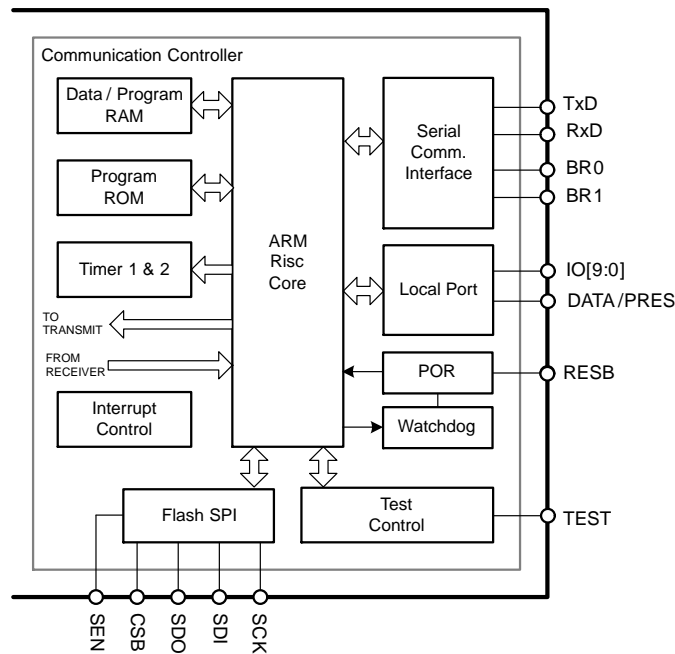 Communication Controller
Data / Program
RAM
Program
ROM
Timer 1 & 2
TO
TRANSMIT
FROM
RECEIVER
Interrupt
Control
ARM
Risc
Core
Serial
Comm.
Interface
Local Port
POR
Watchdog
Flash SPI
Test
Control
TxD
RxD
BR0
BR1
IO[9:0]
DATA/PRES
RESB
TEST
SEN
CSB
SDO
SDI
SCK